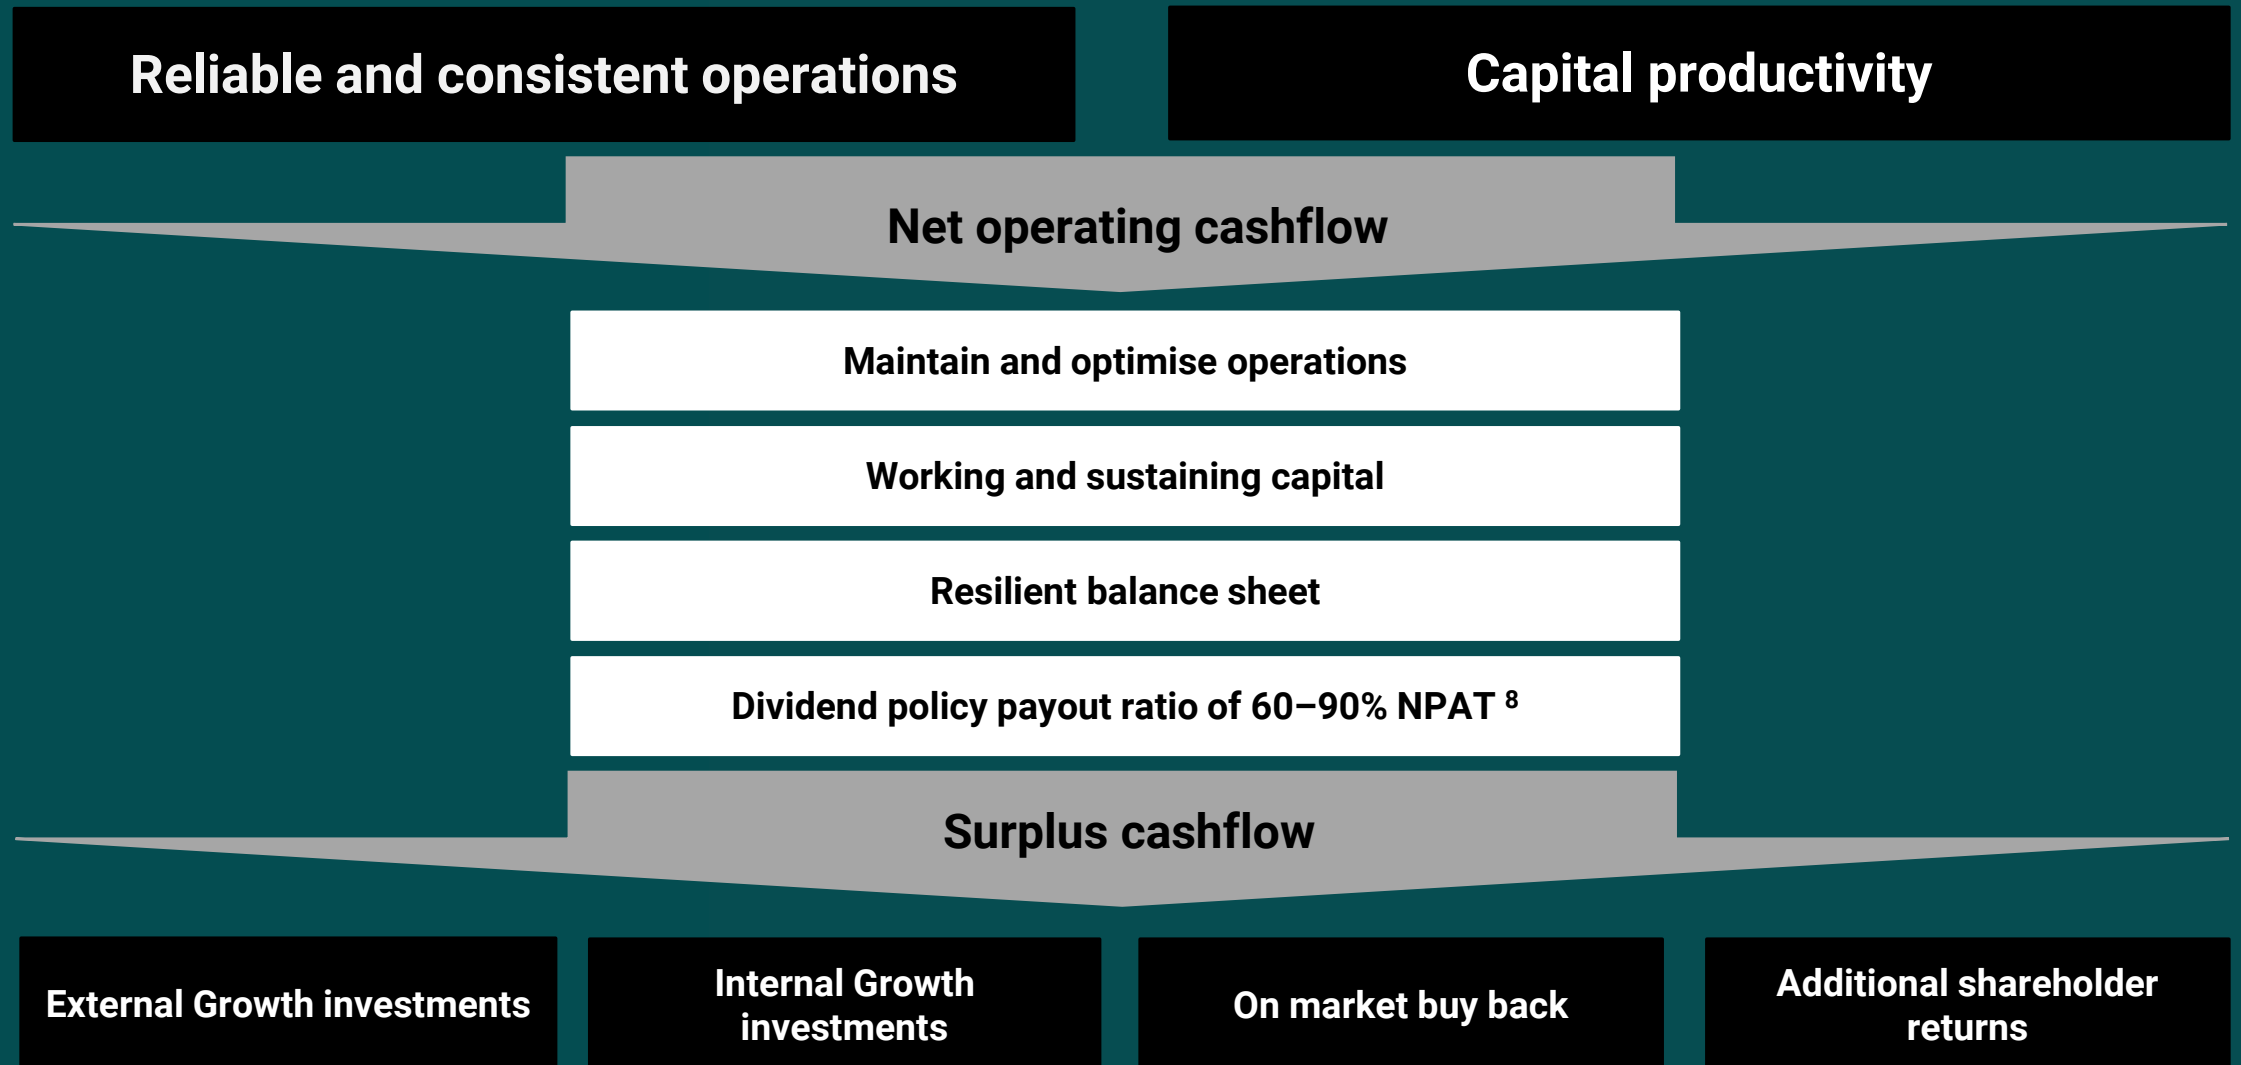 Reliable and consistent operations
Capital productivity
Net operating cashflow
Maintain and optimise operations
Working and sustaining capital
Resilient balance sheet
Dividend policy payout ratio of 60–90% NPAT ⁸
Surplus cashflow
External Growth investments
Internal Growth
investments
On market buy back
Additional shareholder
returns